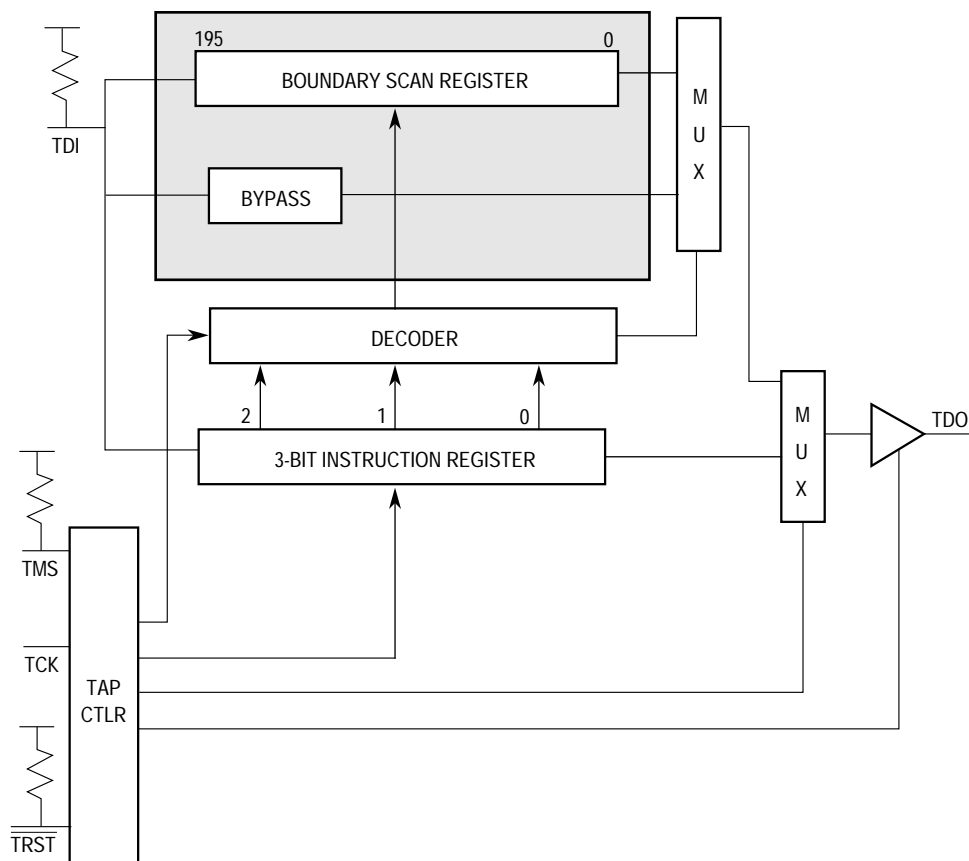 195 0
BOUNDARY SCAN REGISTER
TDI
BYPASS
M
U
X
DECODER
2 1 0
3-BIT INSTRUCTION REGISTER
M
U
X
TDO
TMS
TCK
TAP
CTLR
TRST